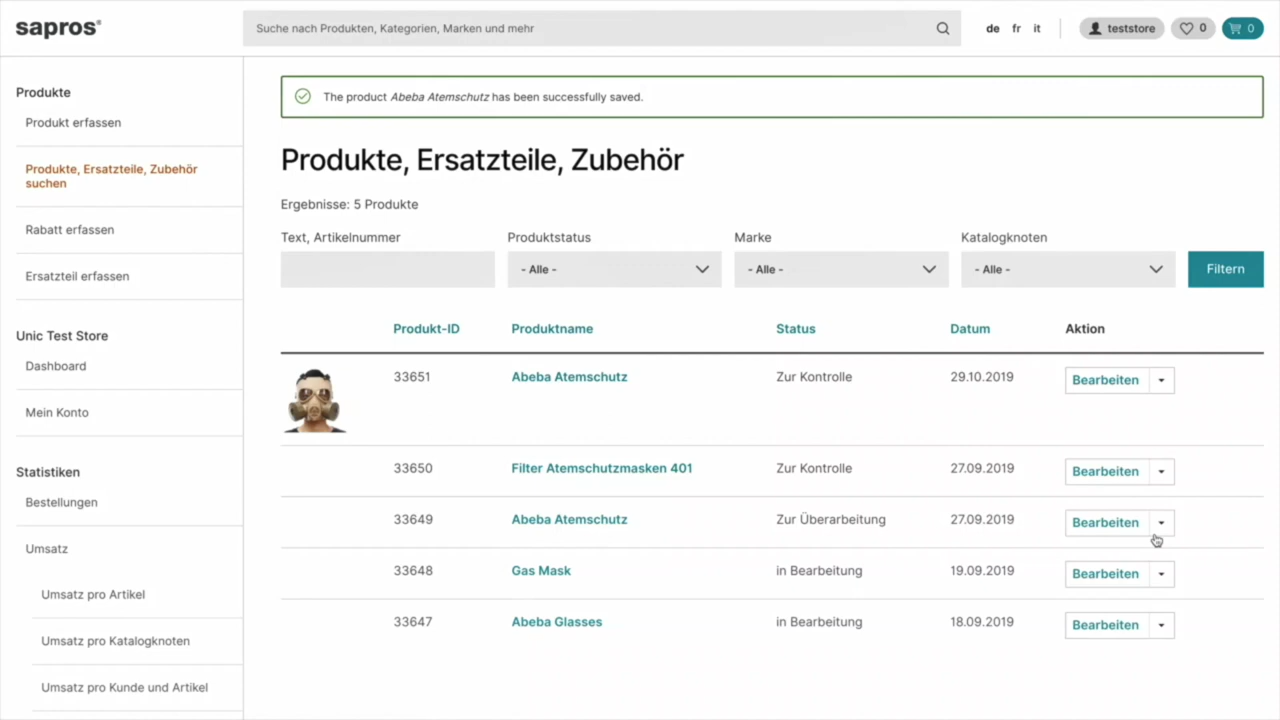 sapros®
Suche nach Produkten, Kategorien, Marken und mehr
de fr it
teststore
0
0
Produkte
Produkt erfassen
Produkte, Ersatzteile, Zubehör
suchen
Rabatt erfassen
Ersatzteil erfassen
Unic Test Store
Dashboard
Mein Konto
Statistiken
Bestellungen
Umsatz
Umsatz pro Artikel
Umsatz pro Katalogknoten
Umsatz pro Kunde und Artikel
The product Abeba Atemschutz has been successfully saved.
Produkte, Ersatzteile, Zubehör
Ergebnisse: 5 Produkte
Text, Artikelnummer Produktstatus Marke Katalogknoten
- Alle - - Alle - - Alle - Filtern
Produkt-ID Produktname Status Datum Aktion
33651 Abeba Atemschutz Zur Kontrolle 29.10.2019 Bearbeiten
33650 Filter Atemschutzmasken 401 Zur Kontrolle 27.09.2019 Bearbeiten
33649 Abeba Atemschutz Zur Überarbeitung 27.09.2019 Bearbeiten
33648 Gas Mask in Bearbeitung 19.09.2019 Bearbeiten
33647 Abeba Glasses in Bearbeitung 18.09.2019 Bearbeiten